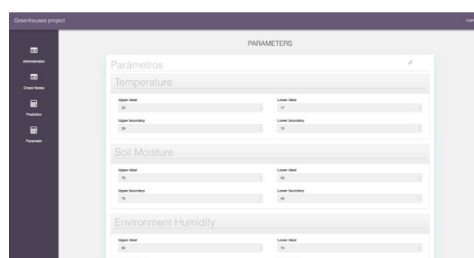 Greenhouses project
PARAMETERS
Administration
Check Notes
Prediction
Parameter
Parámetros
Temperature
Upper Ideal Lower Ideal
Upper boundary Lower boundary
Soil Moisture
Upper Ideal Lower Ideal
Upper boundary Lower boundary
Environment Humidity
Upper Ideal Lower Ideal